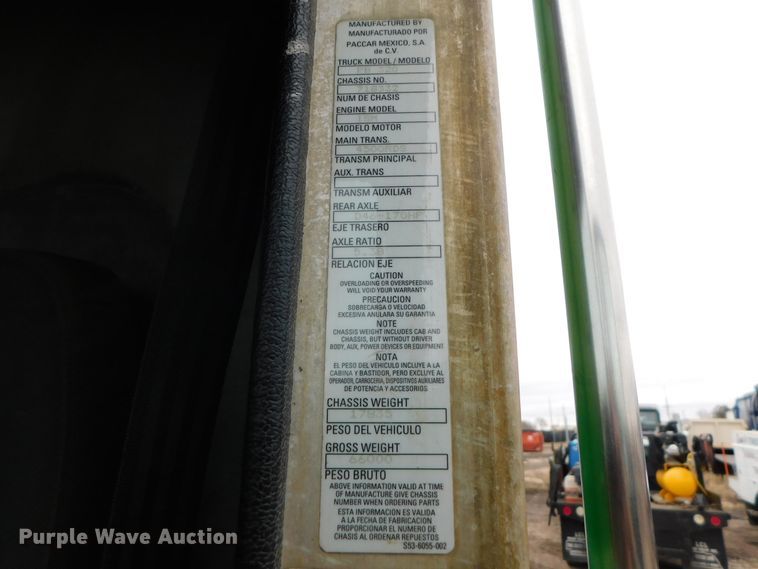 MANUFACTURED BY
MANUFACTURADO POR
PACCAR MEXICO, S.A.
de C.V.
TRUCK MODEL / MODELO
CHASSIS NO.
NUM DE CHASIS
ENGINE MODEL
MODELO MOTOR
MAIN TRANS.
4500RDS
TRANSM PRINCIPAL
AUX. TRANS
TRANSM AUXILIAR
REAR AXLE
D46-170HP
EJE TRASERO
AXLE RATIO
RELACION EJE
CAUTION
OVERLOADING OR OVERSPEEDING
WILL VOID YOUR WARRANTY
PRECAUCION
SOBRECARGA O VELOCIDAD
EXCESIVA ANULARA SU GARANTIA
NOTE
CHASSIS WEIGHT INCLUDES CAB AND
CHASSIS, BUT WITHOUT DRIVER
BODY, AUX, POWER DEVICES OR EQUIPMENT
NOTA
EL PESO DEL VEHICULO INCLUYE A LA
CABINA Y BASTIDOR, PERO EXCLUYE AL
OPERADOR, CARROCERIA, DISPOSITIVOS AUXILIARES
DE POTENCIA Y ACCESORIOS.
CHASSIS WEIGHT
17835
PESO DEL VEHICULO
GROSS WEIGHT
66000
PESO BRUTO
ABOVE INFORMATION VALID AT TIME
OF MANUFACTURE GIVE CHASSIS
NUMBER WHEN ORDERING PARTS
ESTA INFORMACION ES VALIDA
A LA FECHA DE FABRICACION
PROPORCIONAR EL NUMERO DE
CHASIS AL ORDENAR REPUESTOS
S53-6055-002
Purple Wave Auction